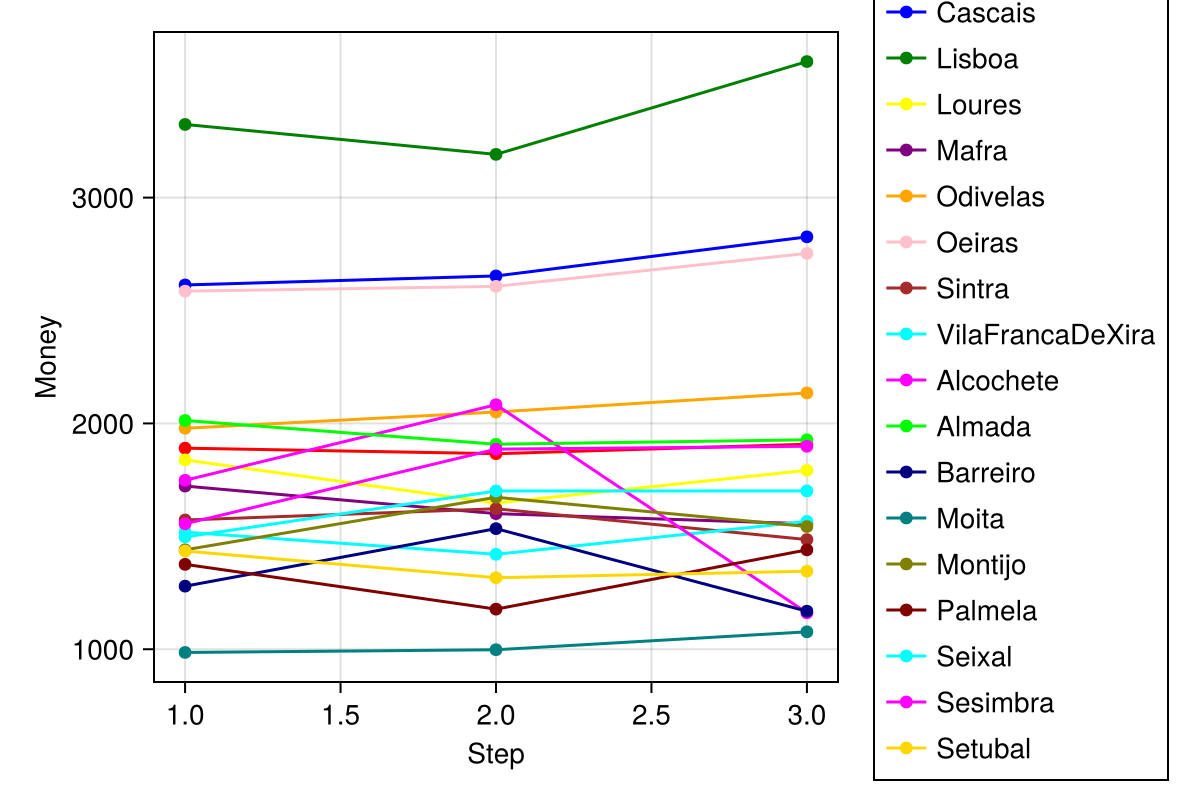 Cascais
Lisboa
Loures
Mafra
Odivelas
Oeiras
Sintra
VilaFrancaDeXira
Alcochete
Almada
Barreiro
Moita
Montijo
Palmela
Seixal
Sesimbra
Setubal
Money
3000
2000
1000
1.0 1.5 2.0 2.5 3.0
Step